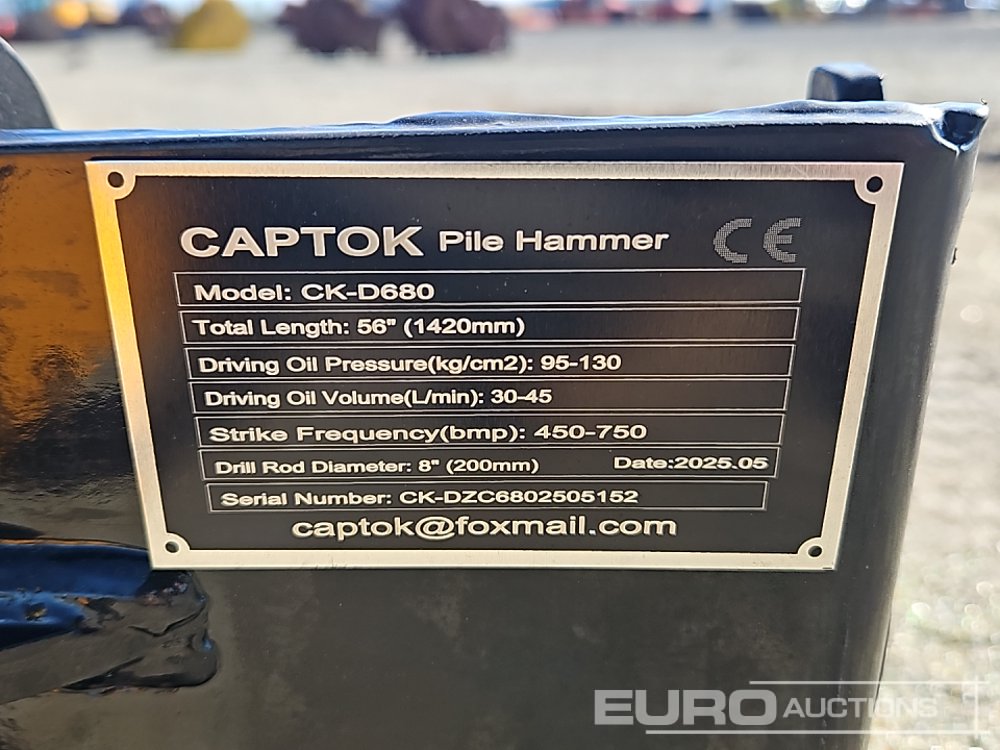 CAPTOK Pile Hammer CE
Model: CK-D680
Total Length: 56" (1420mm)
Driving Oil Pressure(kg/cm2): 95-130
Driving Oil Volume(L/min): 30-45
Strike Frequency(bmp): 450-750
Drill Rod Diameter: 8" (200mm) Date:2025.05
Serial Number: CK-DZC6802505152
captok@foxmail.com
EURO AUCTIONS